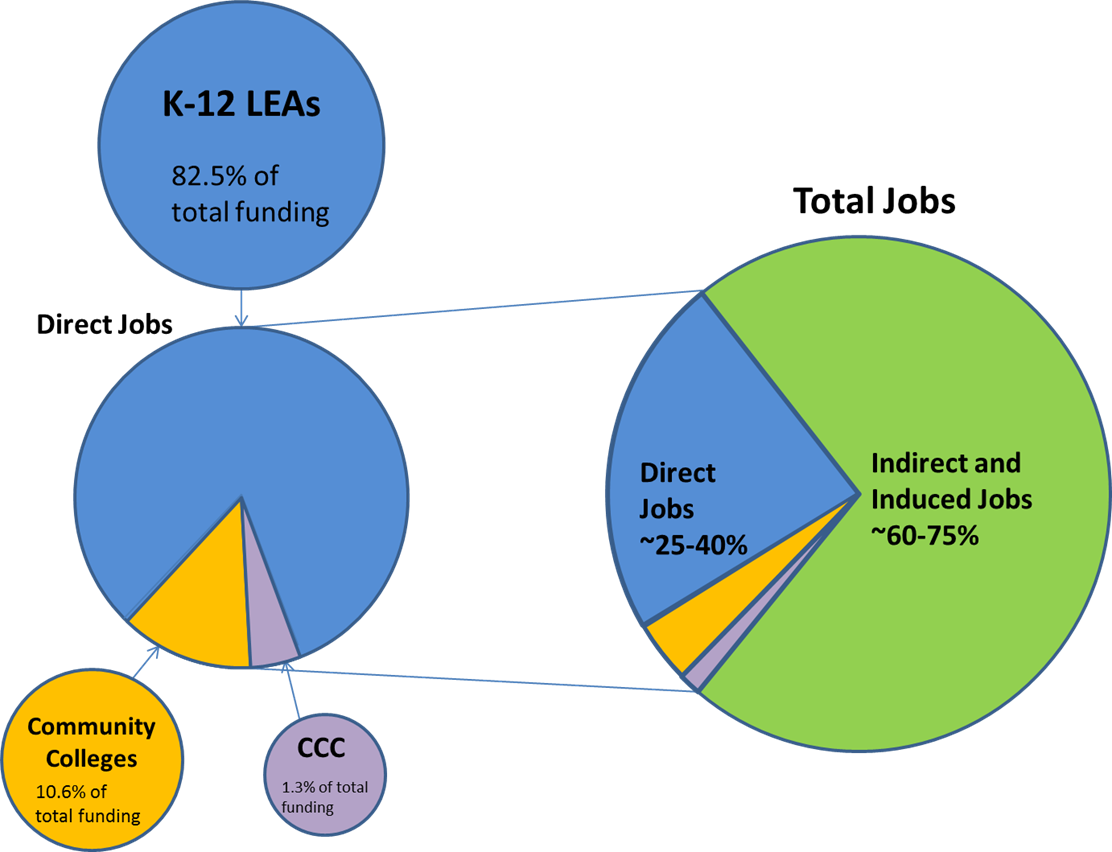 K-12 LEAs
82.5% of
total funding
Total Jobs
Direct Jobs
Direct
Jobs
~25-40%
Indirect and
Induced Jobs
~60-75%
Community
Colleges
10.6% of
total funding
CCC
1.3% of total
funding